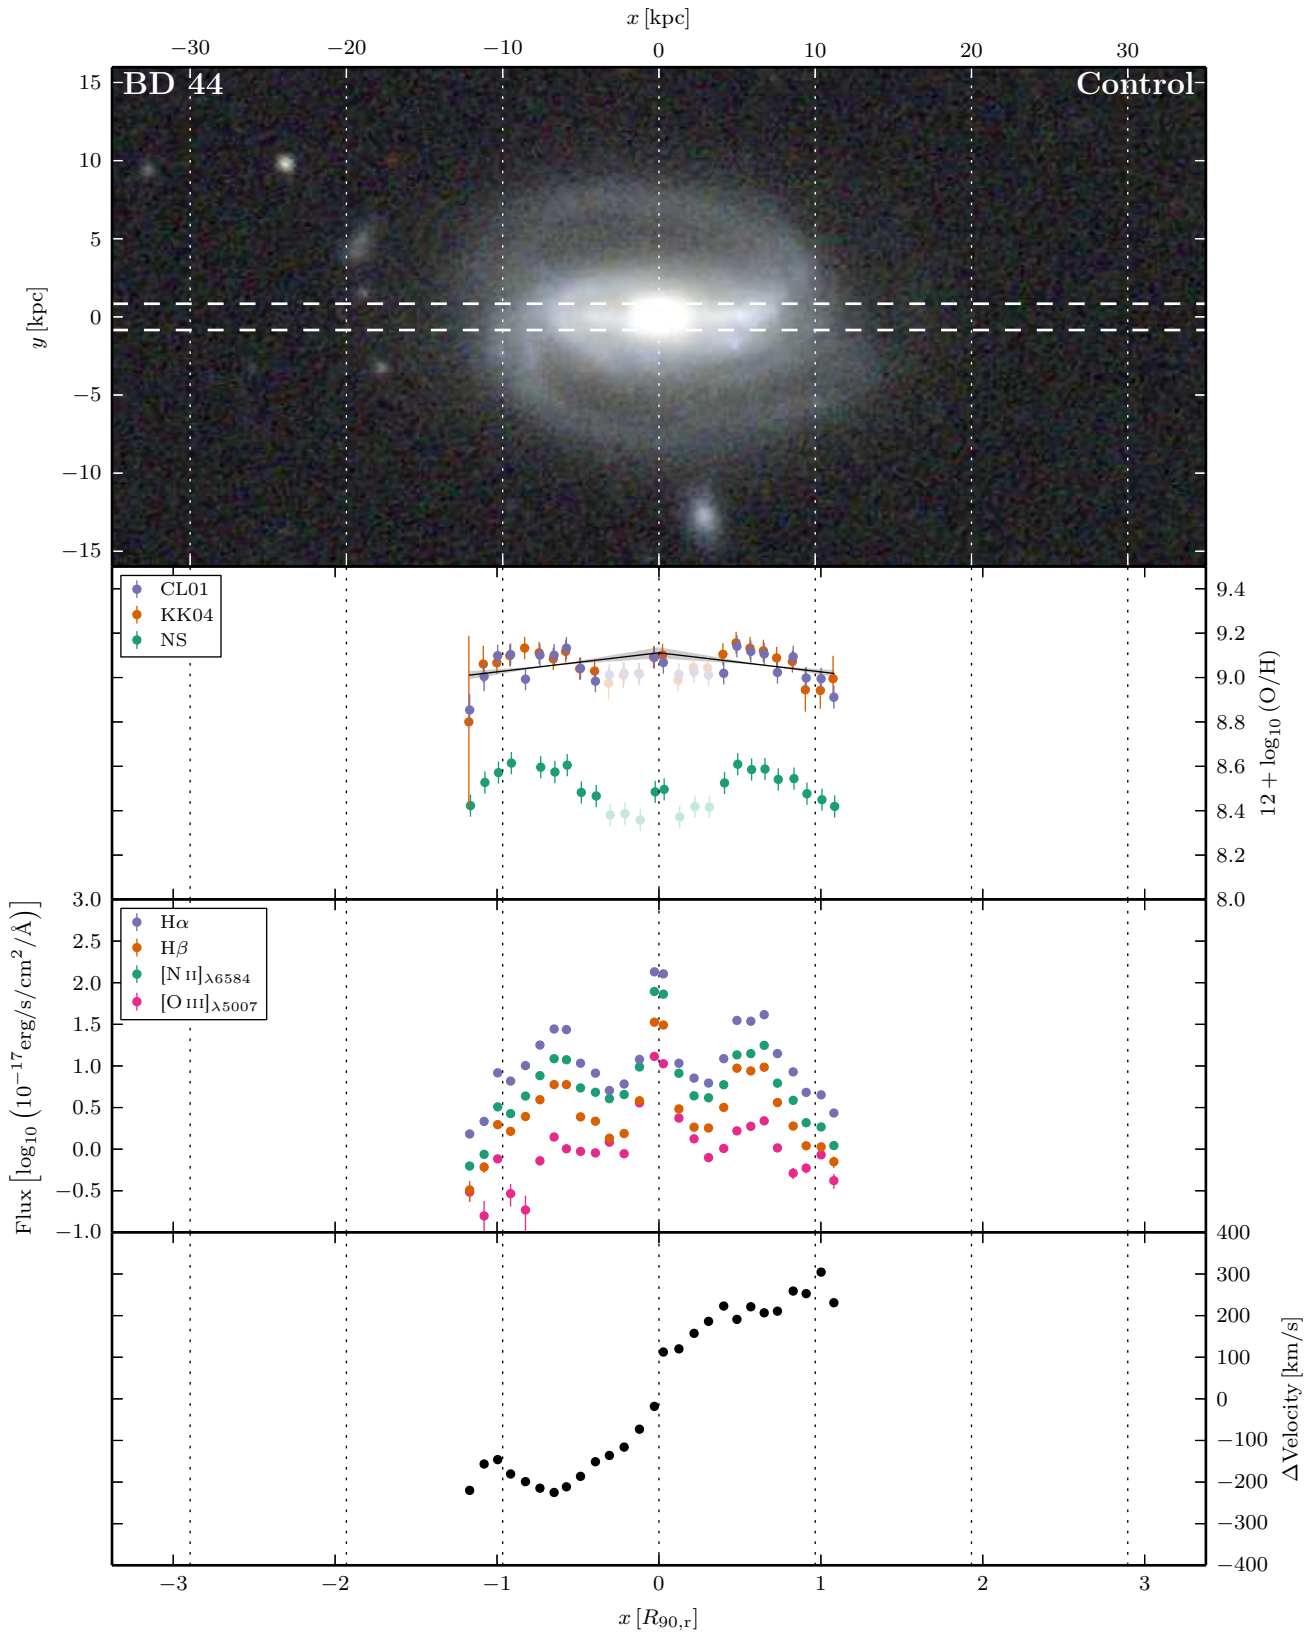 x [kpc]
−30 −20 −10 0 10 20 30
BD 44 Control
15
10
5
0
−5
−10
−15
y [kpc]
CL01
KK04
NS
9.4
9.2
9.0
8.8
8.6
8.4
8.2
8.0
12 + log₁₀ (O/H)
Hα
Hβ
[N II]λ6584
[O III]λ5007
3.0
2.5
2.0
1.5
1.0
0.5
0.0
−0.5
−1.0
Flux [log₁₀ (10⁻¹⁷erg/s/cm²/Å)]
400
300
200
100
0
−100
−200
−300
−400
ΔVelocity [km/s]
−3 −2 −1 0 1 2 3
x [R₉₀,ᵣ]